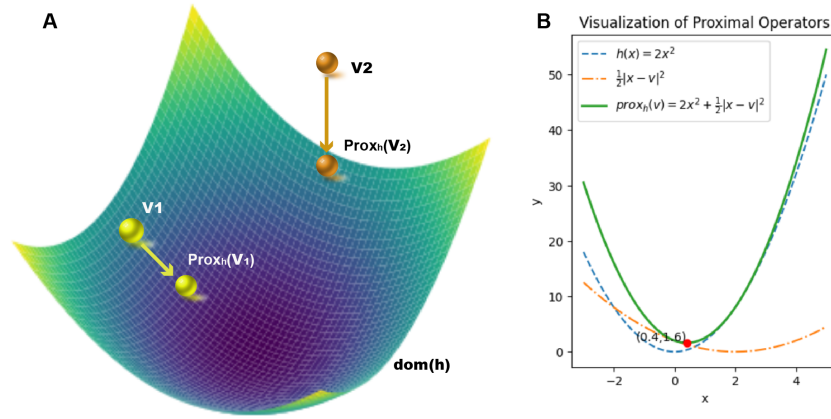 A
V2
Proxₕ(V₂)
V1
Proxₕ(V₁)
dom(h)
B
Visualization of Proximal Operators
h(x) = 2x²
½|x − v|²
proxₕ(v) = 2x² + ½|x − v|²
50
40
30
20
10
0
y
(0.4,1.6)
−2 0 2 4
x